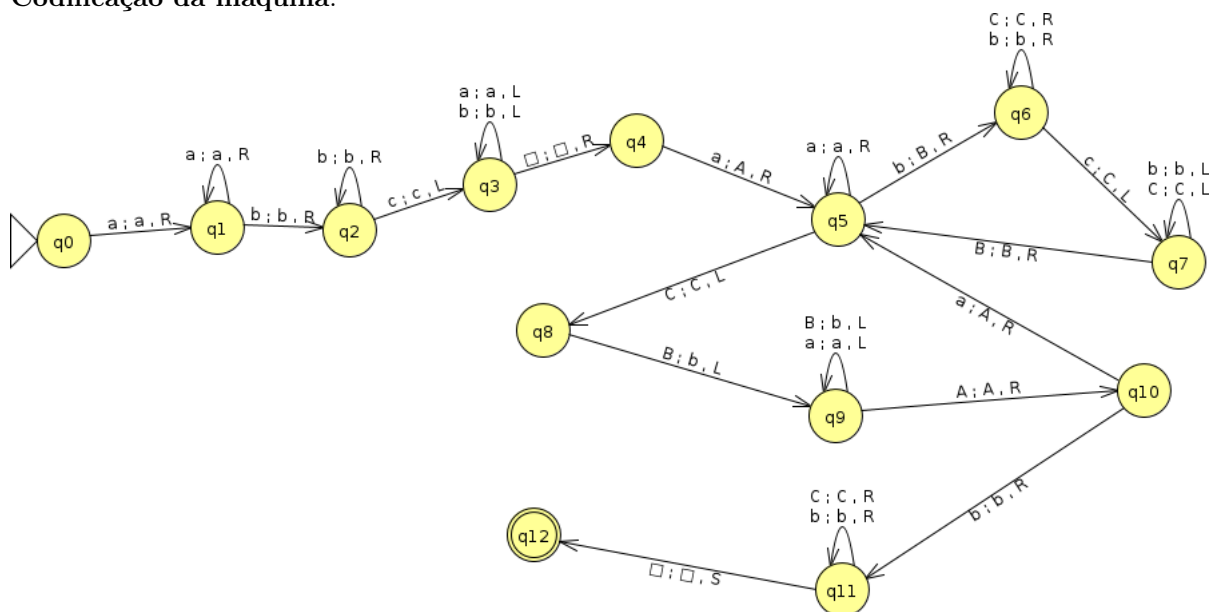 Codificação da máquina:
C ; C , R
b ; b , R
a ; a , L
b ; b , L
q6
q4
□ ; □ , R
a ; a , R
b ; b , R
q3
a ; A , R
a ; a , R
b ; B , R
c ; C , L
b ; b , L
C ; C , L
q0
a ; a , R
q1
b ; b , R
q2
c ; c , L
q5
B ; B , R
q7
C ; C , L
a ; A , R
q8
B ; b , L
B ; b , L
a ; a , L
q9
A ; A , R
q10
b ; b , R
C ; C , R
b ; b , R
q12
□ ; □ , S
q11